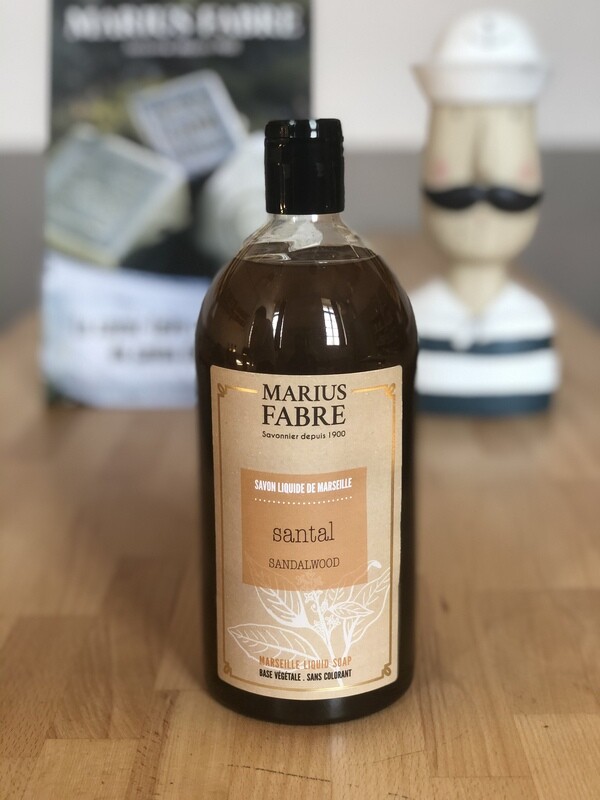 MARIUS FABRE
MARIUS
FABRE
Savonnier depuis 1900
SAVON LIQUIDE DE MARSEILLE
santal
SANDALWOOD
MARSEILLE LIQUID SOAP
BASE VÉGÉTALE . SANS COLORANT